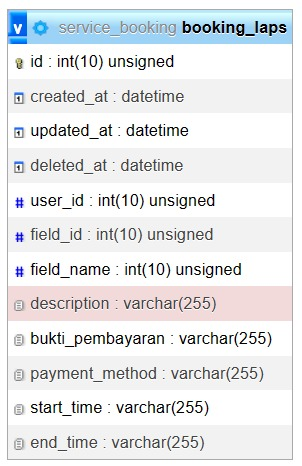 v service_booking booking_laps
id : int(10) unsigned
created_at : datetime
updated_at : datetime
deleted_at : datetime
# user_id : int(10) unsigned
# field_id : int(10) unsigned
# field_name : int(10) unsigned
description : varchar(255)
bukti_pembayaran : varchar(255)
payment_method : varchar(255)
start_time : varchar(255)
end_time : varchar(255)